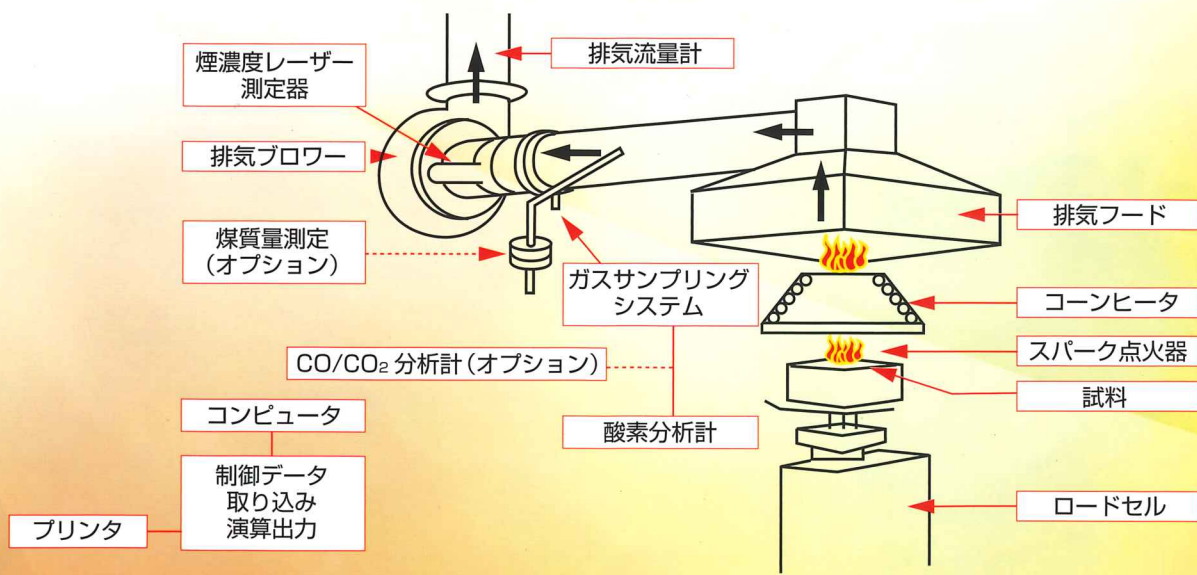 排気流量計
煙濃度レーザー
測定器
排気ブロワー
煤質量測定
(オプション)
ガスサンプリング
システム
CO/CO₂ 分析計(オプション)
酸素分析計
コンピュータ
制御データ
取り込み
演算出力
プリンタ
排気フード
コーンヒータ
スパーク点火器
試料
ロードセル